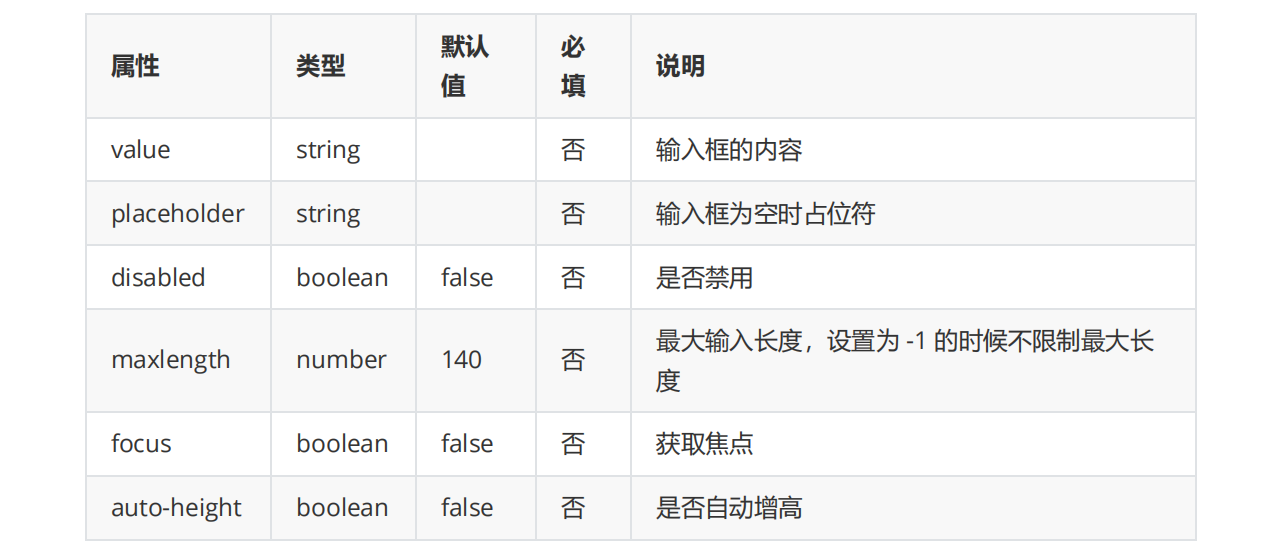 属性 类型 默认值 必填 说明
value string 否 输入框的内容
placeholder string 否 输入框为空时占位符
disabled boolean false 否 是否禁用
maxlength number 140 否 最大输入长度，设置为 -1 的时候不限制最大长
度
focus boolean false 否 获取焦点
auto-height boolean false 否 是否自动增高